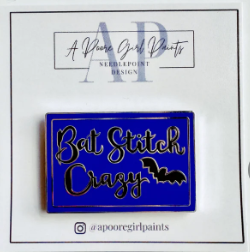 AP
A Poore Girl Paints
NEEDLEPOINT
DESIGN
Bat Stitch
Crazy
@apooregirlpaints